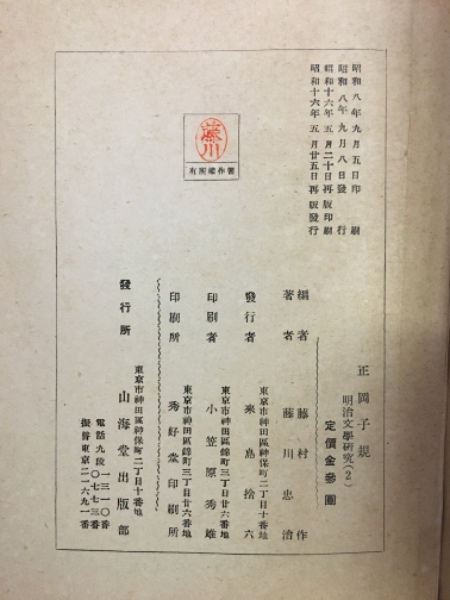 昭和八年九月五日印刷
昭和八年九月八日發行
昭和十六年五月二十日再版印刷
昭和十六年五月廿五日再版發行
藤川
著作權所有
正岡子規
明治文學研究(2)
定價金參圓
編者 藤村作
著者 藤川忠治
東京市神田區神保町二丁目十番地
發行者 來島捨六
東京市神田區錦町三丁目廿六番地
印刷者 小笠原秀雄
東京市神田區錦町三丁目廿六番地
印刷所 秀好堂印刷所
東京市神田區神保町二丁目十番地
發行所 山海堂出版部
電話九段 一三一〇番
〇七七三番
振替東京二一六九一番